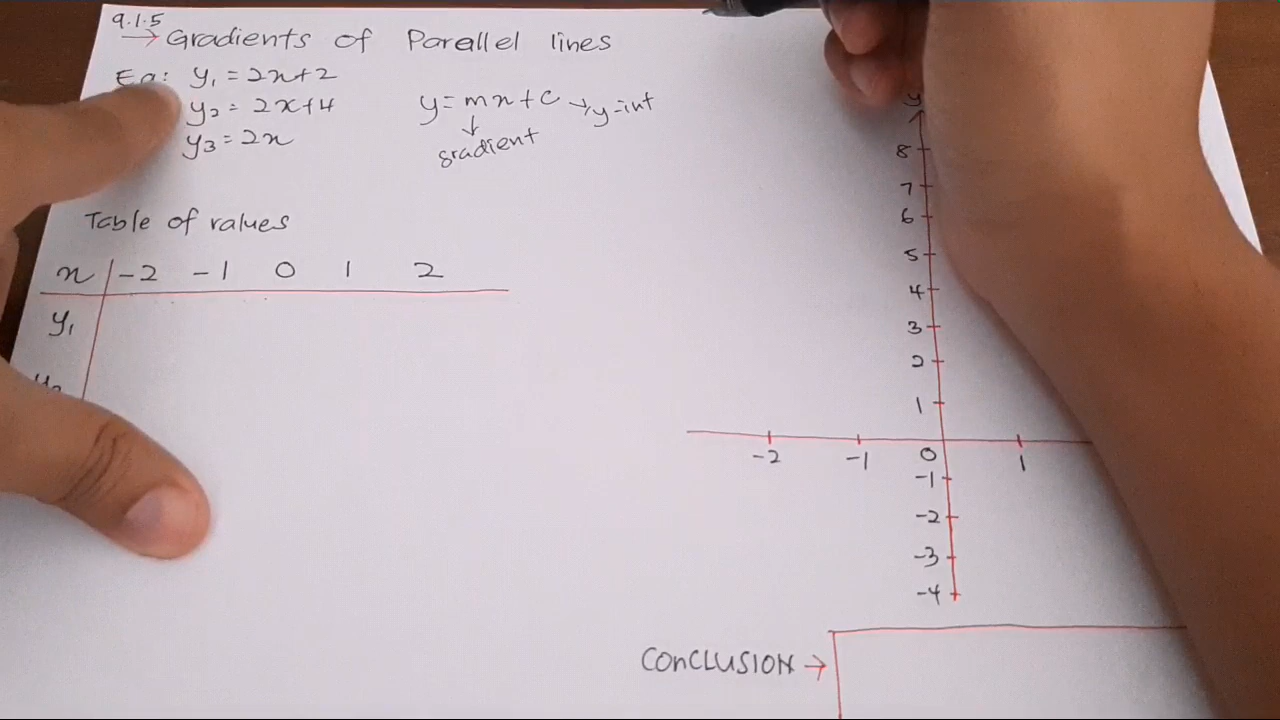 9.1.5
→ Gradients of Parallel lines
Eg: y₁ = 2x+2
y₂ = 2x+4
y₃ = 2x
y = mx + c → y-int
↓
gradient
Table of values
x -2 -1 0 1 2
y₁
y₂
y
8
7
6
5
4
3
2
1
-2 -1 0 1
-1
-2
-3
-4
CONCLUSION →